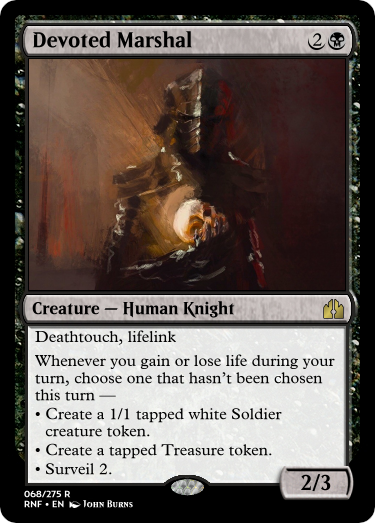 Devoted Marshal 2
Creature — Human Knight
Deathtouch, lifelink
Whenever you gain or lose life during your
turn, choose one that hasn't been chosen
this turn —
• Create a 1/1 tapped white Soldier
creature token.
• Create a tapped Treasure token.
• Surveil 2.
2/3
068/275 R
RNF • EN John Burns